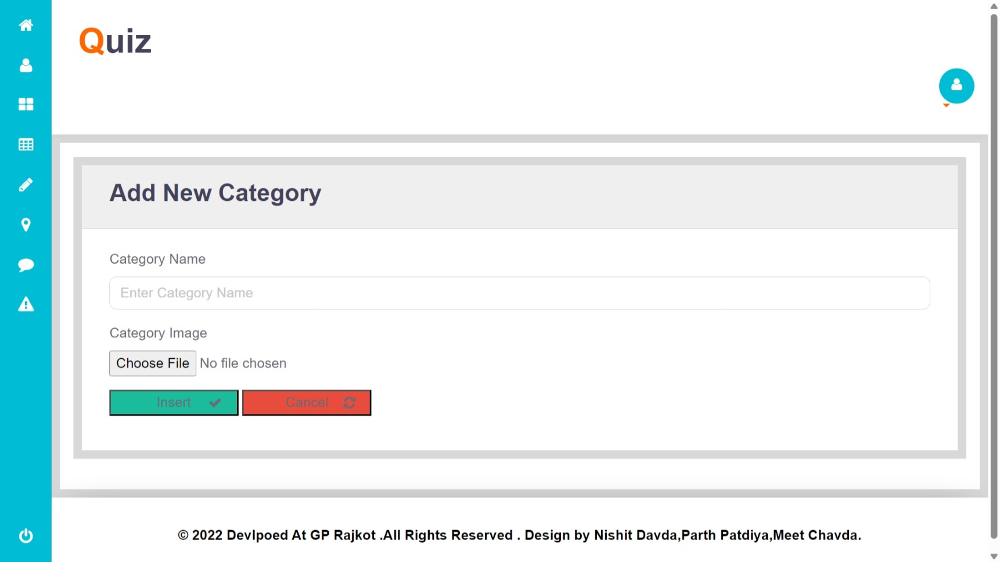 Quiz
Add New Category
Category Name
Enter Category Name
Category Image
Choose File No file chosen
Insert Cancel
© 2022 Devlpoed At GP Rajkot .All Rights Reserved . Design by Nishit Davda,Parth Patdiya,Meet Chavda.